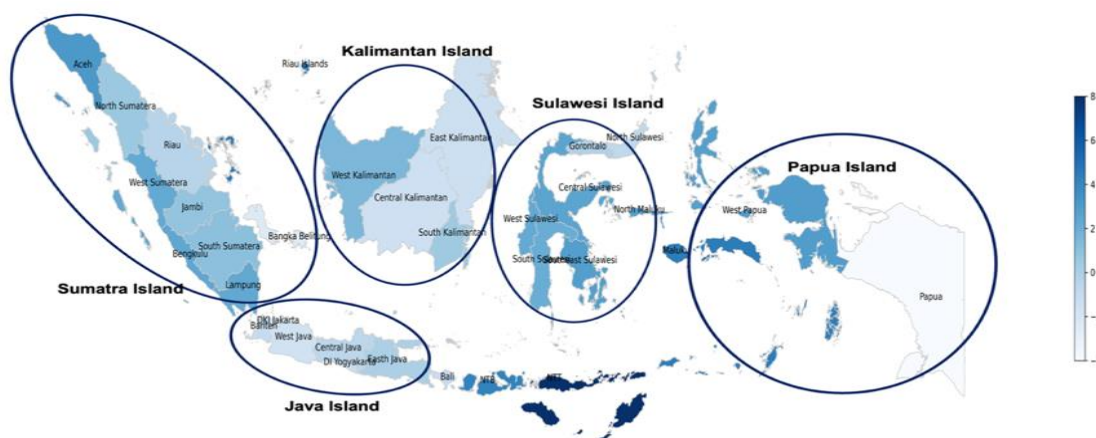 Kalimantan Island
Riau Islands
Aceh
North Sumatera
Sulawesi Island
East Kalimantan
North Sulawesi
Riau
Gorontalo
Papua Island
West Kalimantan
West Sumatera
Central Sulawesi
Central Kalimantan
Jambi
North Maluku
West Papua
West Sulawesi
Bangka Belitung
South Kalimantan
South Sumatera
Bengkulu
Maluku
Southeast Sulawesi
Lampung
Sumatra Island
Papua
DKI Jakarta
Banten
West Java
Central Java
DI Yogyakarta
Bali
NTB
NTT
Java Island
8
6
4
2
0